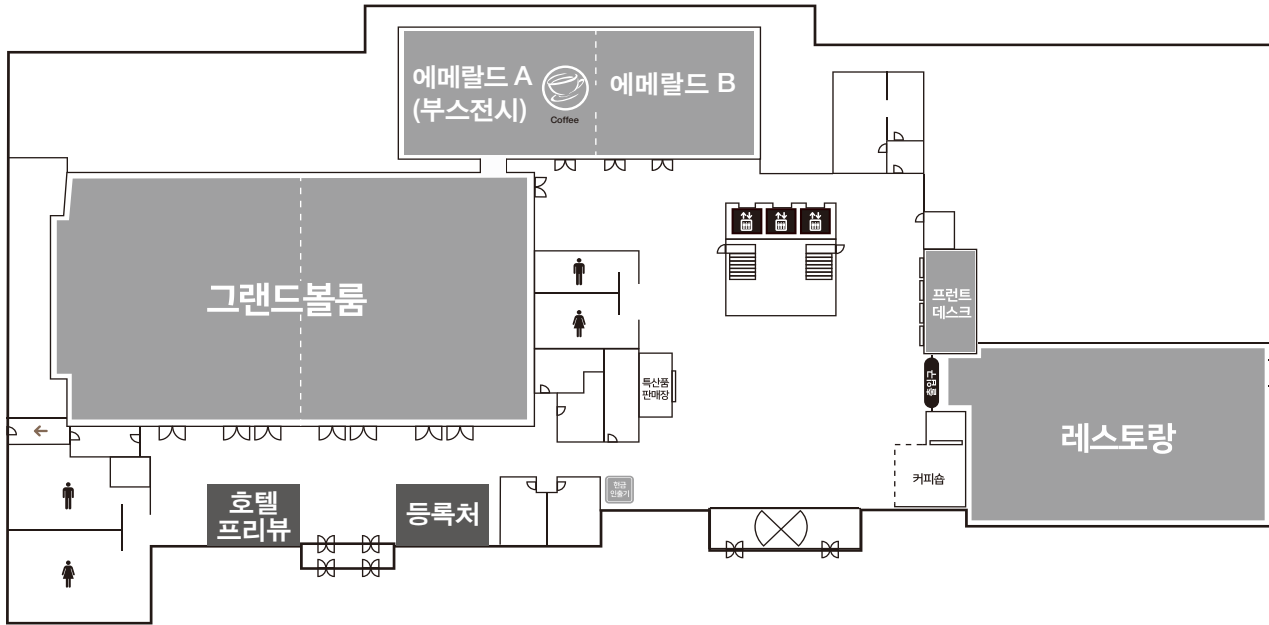 에메랄드 A
(부스전시)
Coffee
에메랄드 B
그랜드볼룸
프런트
데스크
특산품
판매장
출입구
레스토랑
커피숍
현금
인출기
호텔
프리뷰
등록처